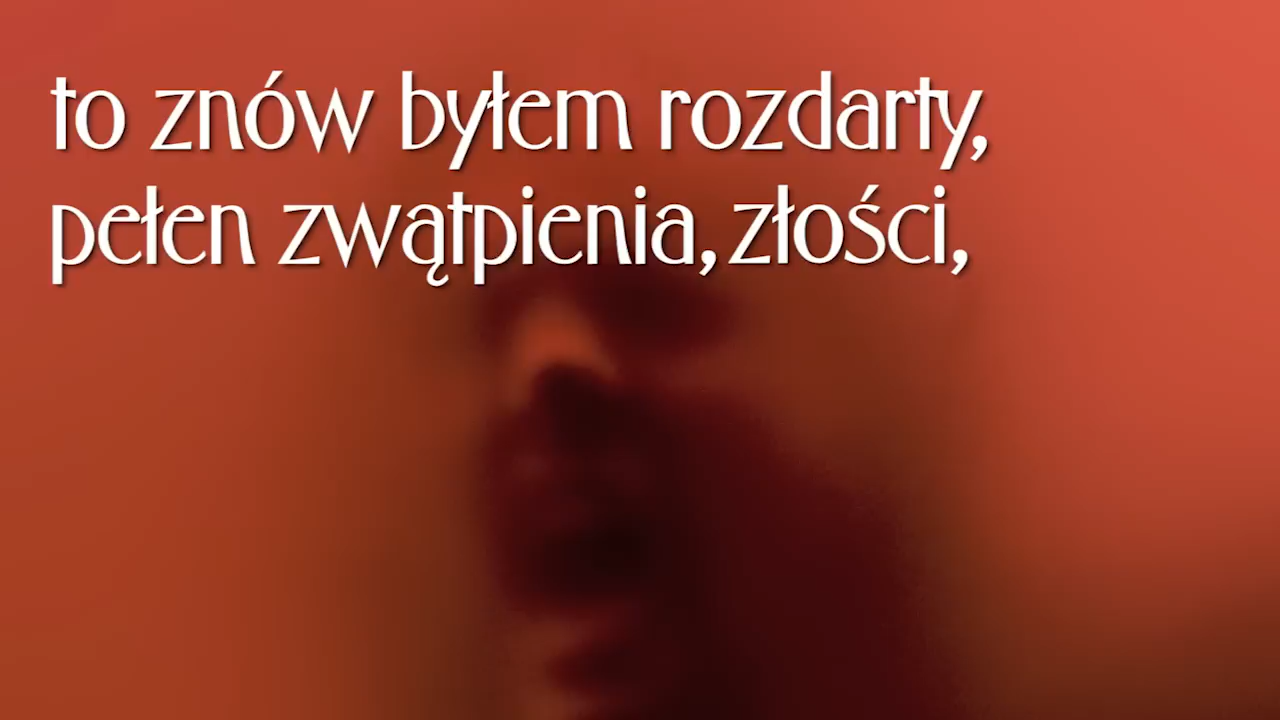 to znów byłem rozdarty,
pełen zwątpienia, złości,